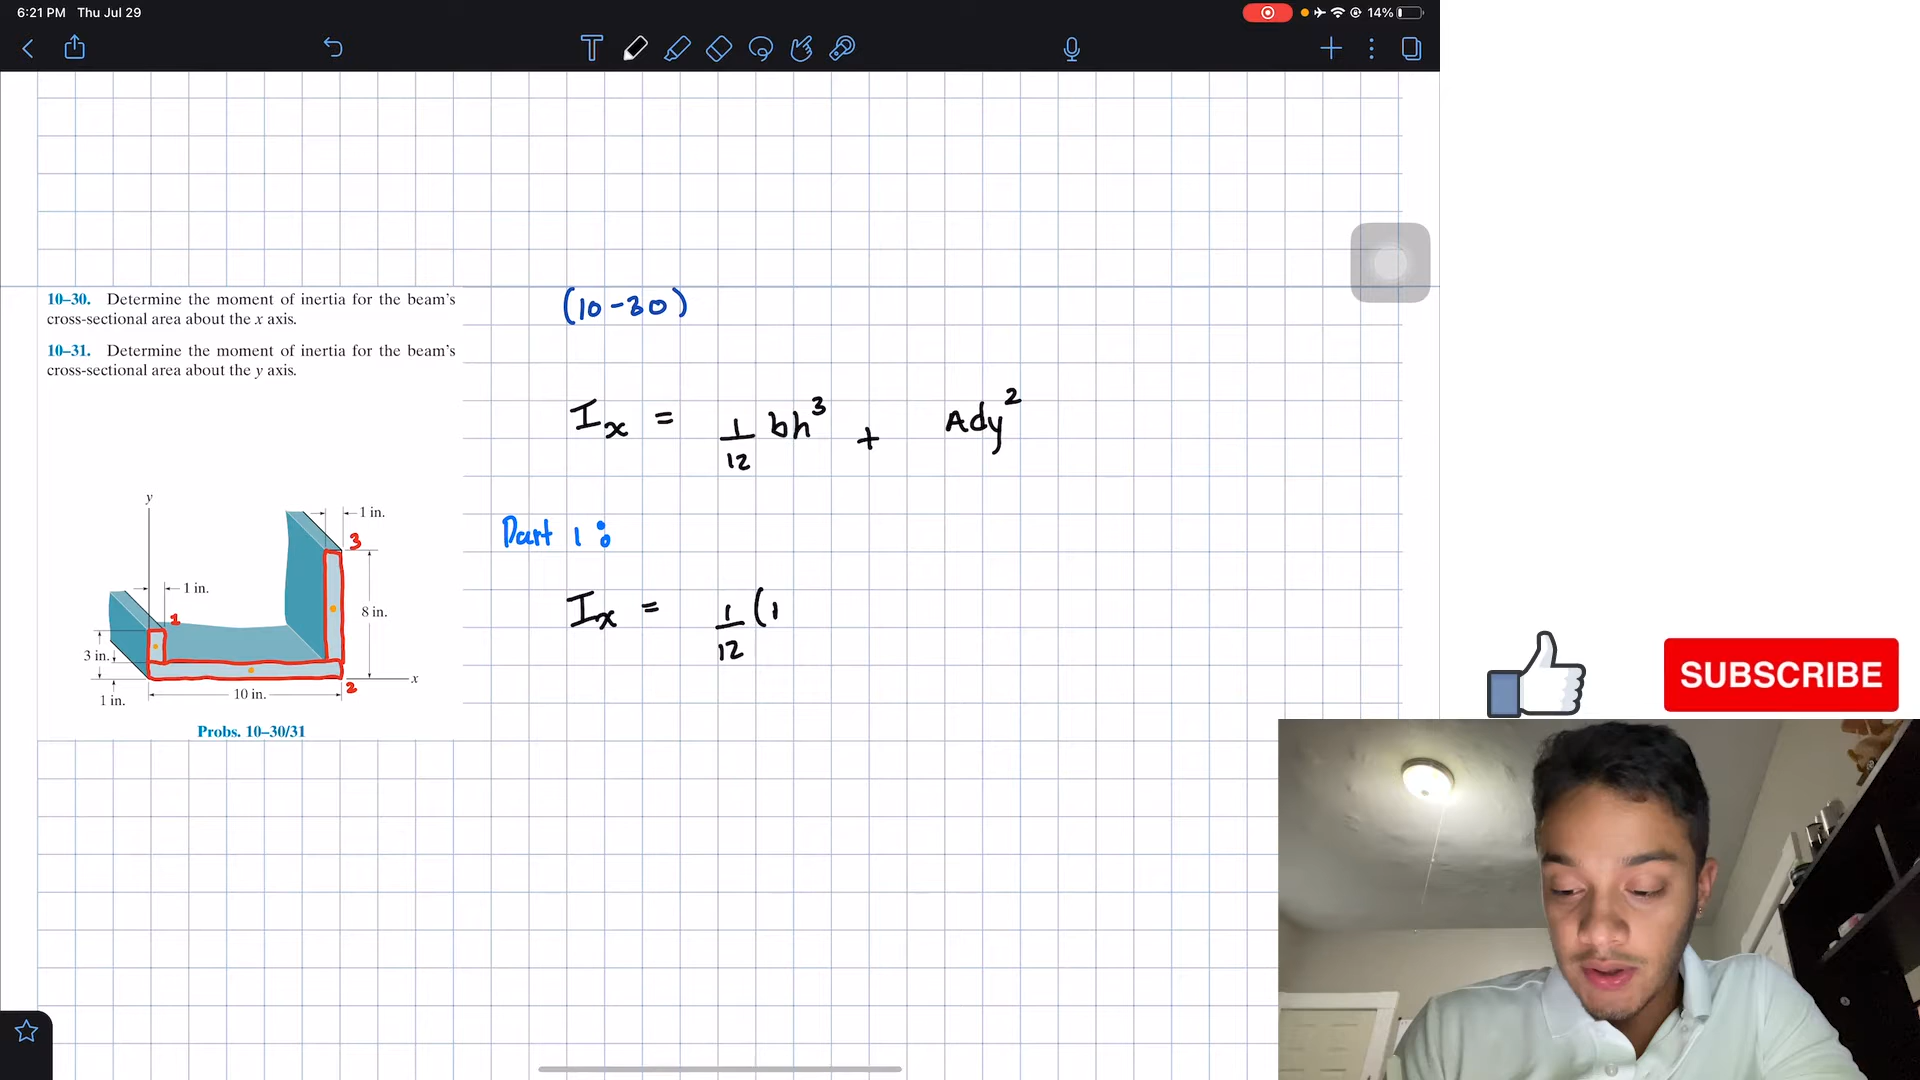 6:21 PM Thu Jul 29
14%
10–30. Determine the moment of inertia for the beam's
cross-sectional area about the x axis.
10–31. Determine the moment of inertia for the beam's
cross-sectional area about the y axis.
(10-30)
Ix = 1/12 bh³ + Ady²
Part 1:
Ix = 1/12 (1
y
1 in.
3
1 in.
1
8 in.
3 in.
x
2
10 in.
1 in.
Probs. 10–30/31
SUBSCRIBE